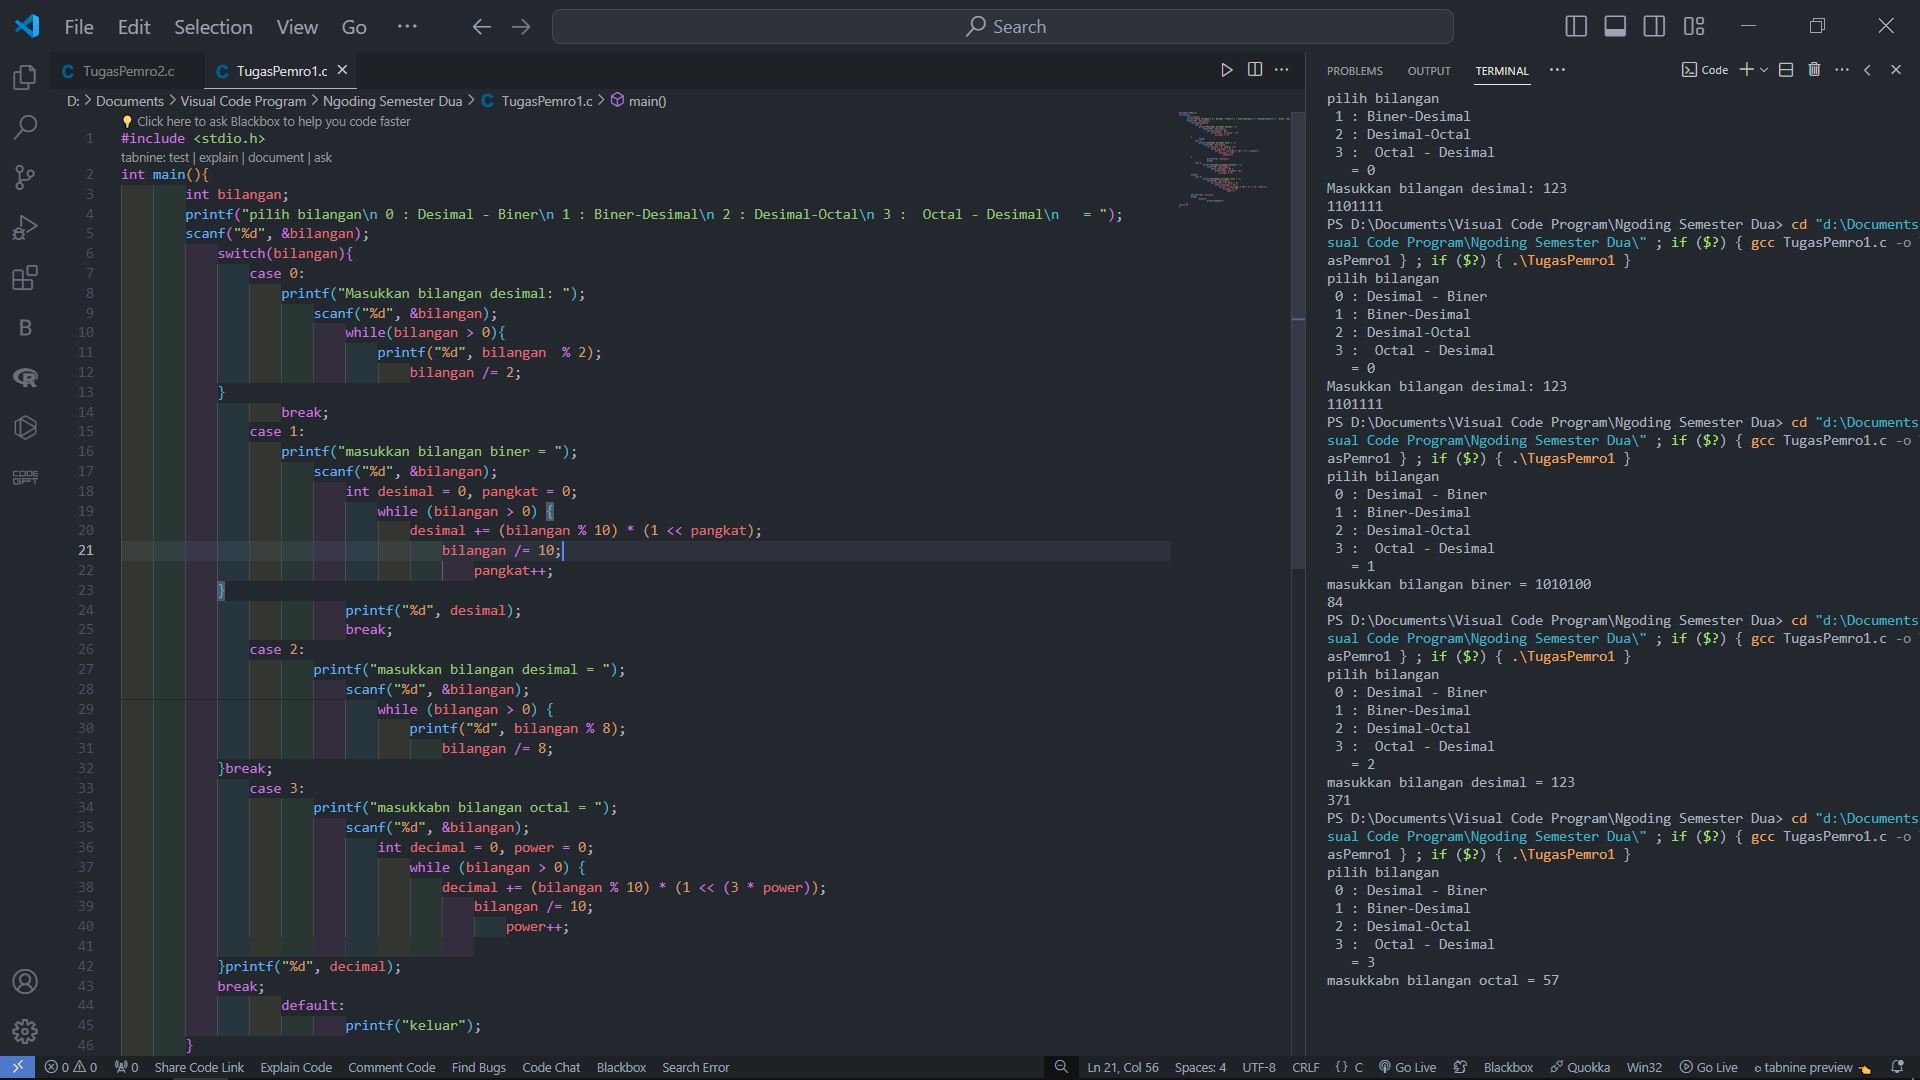 File Edit Selection View Go ··· Search
TugasPemro2.c TugasPemro1.c
D: > Documents > Visual Code Program > Ngoding Semester Dua > C TugasPemro1.c > main()
Click here to ask Blackbox to help you code faster
1 #include <stdio.h>
tabnine: test | explain | document | ask
2 int main(){
3 int bilangan;
4 printf("pilih bilangan\n 0 : Desimal - Biner\n 1 : Biner-Desimal\n 2 : Desimal-Octal\n 3 :  Octal - Desimal\n   = ");
5 scanf("%d", &bilangan);
6 switch(bilangan){
7 case 0:
8 printf("Masukkan bilangan desimal: ");
9 scanf("%d", &bilangan);
10 while(bilangan > 0){
11 printf("%d", bilangan  % 2);
12 bilangan /= 2;
13 }
14 break;
15 case 1:
16 printf("masukkan bilangan biner = ");
17 scanf("%d", &bilangan);
18 int desimal = 0, pangkat = 0;
19 while (bilangan > 0) {
20 desimal += (bilangan % 10) * (1 << pangkat);
21 bilangan /= 10;
22 pangkat++;
23 }
24 printf("%d", desimal);
25 break;
26 case 2:
27 printf("masukkan bilangan desimal = ");
28 scanf("%d", &bilangan);
29 while (bilangan > 0) {
30 printf("%d", bilangan % 8);
31 bilangan /= 8;
32 }break;
33 case 3:
34 printf("masukkabn bilangan octal = ");
35 scanf("%d", &bilangan);
36 int decimal = 0, power = 0;
37 while (bilangan > 0) {
38 decimal += (bilangan % 10) * (1 << (3 * power));
39 bilangan /= 10;
40 power++;
41
42 }printf("%d", decimal);
43 break;
44 default:
45 printf("keluar");
46 }
B
CODE
GPT
PROBLEMS OUTPUT TERMINAL ··· Code
pilih bilangan
1 : Biner-Desimal
2 : Desimal-Octal
3 :  Octal - Desimal
= 0
Masukkan bilangan desimal: 123
1101111
PS D:\Documents\Visual Code Program\Ngoding Semester Dua> cd "d:\Documents
sual Code Program\Ngoding Semester Dua\" ; if ($?) { gcc TugasPemro1.c -o
asPemro1 } ; if ($?) { .\TugasPemro1 }
pilih bilangan
0 : Desimal - Biner
1 : Biner-Desimal
2 : Desimal-Octal
3 :  Octal - Desimal
= 0
Masukkan bilangan desimal: 123
1101111
PS D:\Documents\Visual Code Program\Ngoding Semester Dua> cd "d:\Documents
sual Code Program\Ngoding Semester Dua\" ; if ($?) { gcc TugasPemro1.c -o
asPemro1 } ; if ($?) { .\TugasPemro1 }
pilih bilangan
0 : Desimal - Biner
1 : Biner-Desimal
2 : Desimal-Octal
3 :  Octal - Desimal
= 1
masukkan bilangan biner = 1010100
84
PS D:\Documents\Visual Code Program\Ngoding Semester Dua> cd "d:\Documents
sual Code Program\Ngoding Semester Dua\" ; if ($?) { gcc TugasPemro1.c -o
asPemro1 } ; if ($?) { .\TugasPemro1 }
pilih bilangan
0 : Desimal - Biner
1 : Biner-Desimal
2 : Desimal-Octal
3 :  Octal - Desimal
= 2
masukkan bilangan desimal = 123
371
PS D:\Documents\Visual Code Program\Ngoding Semester Dua> cd "d:\Documents
sual Code Program\Ngoding Semester Dua\" ; if ($?) { gcc TugasPemro1.c -o
asPemro1 } ; if ($?) { .\TugasPemro1 }
pilih bilangan
0 : Desimal - Biner
1 : Biner-Desimal
2 : Desimal-Octal
3 :  Octal - Desimal
= 3
masukkabn bilangan octal = 57
0 0 0 Share Code Link Explain Code Comment Code Find Bugs Code Chat Blackbox Search Error Ln 21, Col 56 Spaces: 4 UTF-8 CRLF {} C Go Live Blackbox Quokka Win32 Go Live tabnine preview